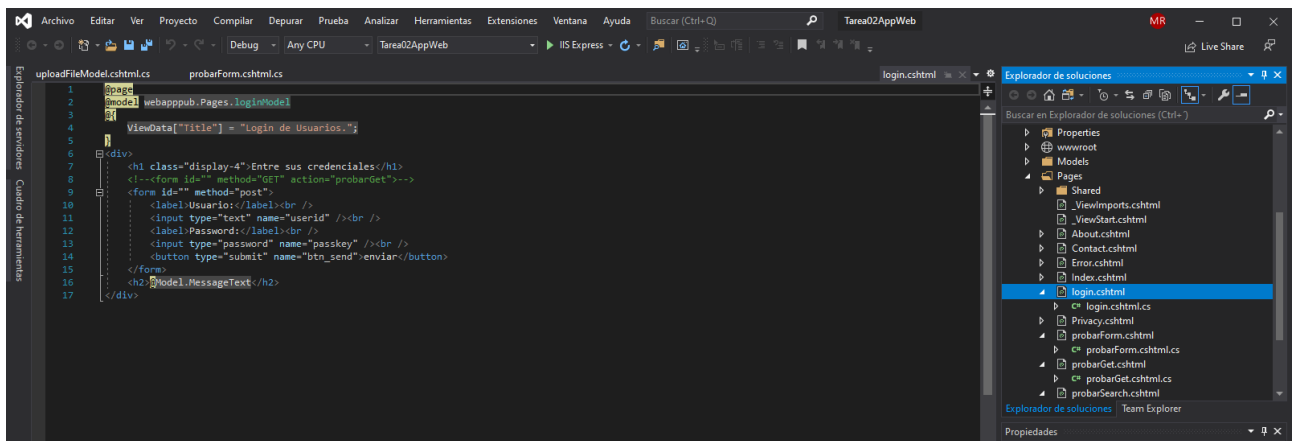 Archivo Editar Ver Proyecto Compilar Depurar Prueba Analizar Herramientas Extensiones Ventana Ayuda Buscar (Ctrl+Q) Tarea02AppWeb MR
Debug Any CPU Tarea02AppWeb IIS Express Live Share
Explorador de servidores
Cuadro de herramientas
uploadFileModel.cshtml.cs probarForm.cshtml.cs login.cshtml
1 @page
2 @model webapppub.Pages.loginModel
3 @{
4 ViewData["Title"] = "Login de Usuarios.";
5 }
6 <div>
7 <h1 class="display-4">Entre sus credenciales</h1>
8 <!--<form id="" method="GET" action="probarGet">-->
9 <form id="" method="post">
10 <label>Usuario:</label><br />
11 <input type="text" name="userid" /><br />
12 <label>Password:</label><br />
13 <input type="password" name="passkey" /><br />
14 <button type="submit" name="btn_send">enviar</button>
15 </form>
16 <h2>@Model.MessageText</h2>
17 </div>
Explorador de soluciones
Buscar en Explorador de soluciones (Ctrl+´)
Properties
wwwroot
Models
Pages
Shared
_ViewImports.cshtml
_ViewStart.cshtml
About.cshtml
Contact.cshtml
Error.cshtml
Index.cshtml
login.cshtml
C# login.cshtml.cs
Privacy.cshtml
probarForm.cshtml
C# probarForm.cshtml.cs
probarGet.cshtml
C# probarGet.cshtml.cs
probarSearch.cshtml
Explorador de soluciones Team Explorer
Propiedades